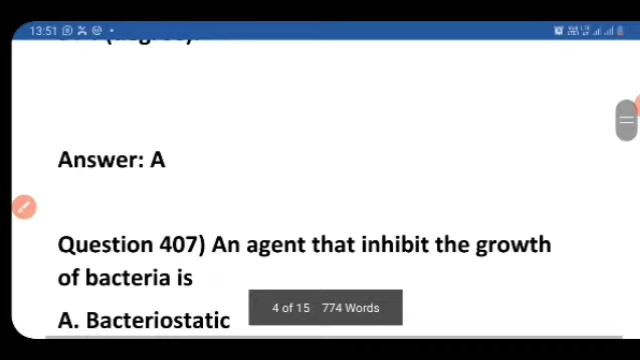 13:51
Answer: A
Question 407) An agent that inhibit the growth
of bacteria is
4 of 15 774 Words
A. Bacteriostatic